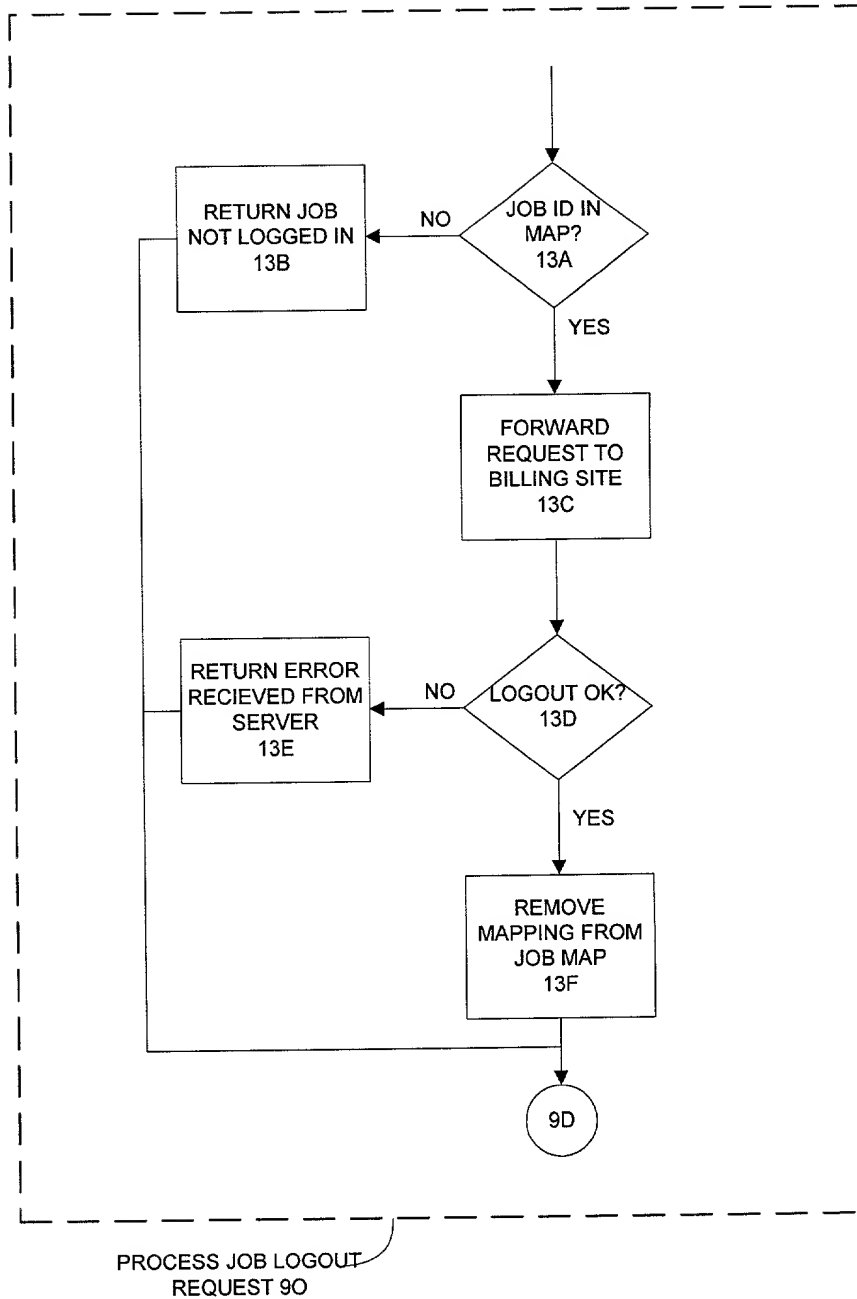 JOB ID IN
MAP?
13A
NO
RETURN JOB
NOT LOGGED IN
13B
YES
FORWARD
REQUEST TO
BILLING SITE
13C
LOGOUT OK?
13D
NO
RETURN ERROR
RECIEVED FROM
SERVER
13E
YES
REMOVE
MAPPING FROM
JOB MAP
13F
9D
PROCESS JOB LOGOUT
REQUEST 9O